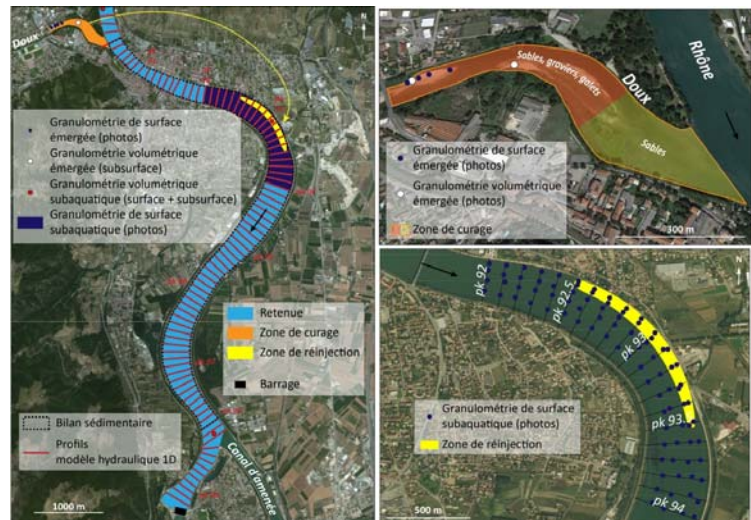 Doux
N
Granulométrie de surface
émergée (photos)
Granulométrie volumétrique
émergée (subsurface)
Granulométrie volumétrique
subaquatique (surface + subsurface)
Granulométrie de surface
subaquatique (photos)
Retenue
Zone de curage
Zone de réinjection
Barrage
Bilan sédimentaire
Profils
modèle hydraulique 1D
Canal d'amenée
1000 m
N
Sables, graviers, galets
Doux
Rhône
Sables
Granulométrie de surface
émergée (photos)
Granulométrie volumétrique
émergée (photos)
Zone de curage
300 m
N
pk 92
pk 92.5
pk 93
pk 93.
pk 94
Granulométrie de surface
subaquatique (photos)
Zone de réinjection
500 m